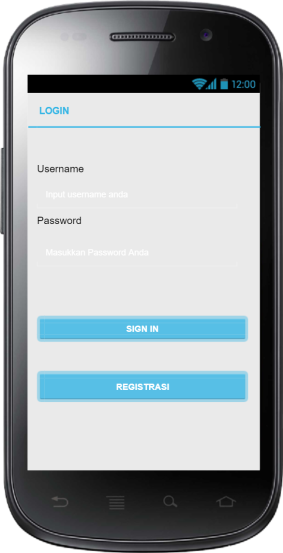 12:00
LOGIN
Username
Input username anda
Password
Masukkan Password Anda
SIGN IN
REGISTRASI